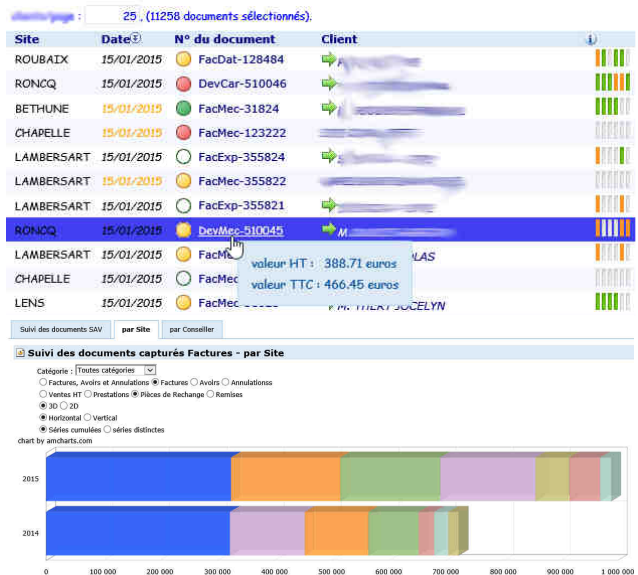 25 , (11258 documents sélectionnés).
Site Date N° du document Client
ROUBAIX 15/01/2015 FacDat-128484
RONCQ 15/01/2015 DevCar-510046
BETHUNE 15/01/2015 FacMec-31824
CHAPELLE 15/01/2015 FacMec-123222
LAMBERSART 15/01/2015 FacExp-355824
LAMBERSART 15/01/2015 FacMec-355822
LAMBERSART 15/01/2015 FacExp-355821
RONCQ 15/01/2015 DevMec-510045 M.
LAMBERSART 15/01/2015 FacMe LAS
valeur HT : 388.71 euros
CHAPELLE 15/01/2015 FacMe
valeur TTC : 466.45 euros
LENS 15/01/2015 JOCELYN
Suivi des documents SAV par Site par Conseiller
Suivi des documents capturés Factures - par Site
Catégorie : Toutes catégories
Factures, Avoirs et Annulations Factures Avoirs Annulationss
Ventes HT Prestations Pièces de Rechange Remises
3D 2D
Horizontal Vertical
Séries cumulées séries distinctes
chart by amcharts.com
2015
2014
0 100 000 200 000 300 000 400 000 500 000 600 000 700 000 800 000 900 000 1 000 000